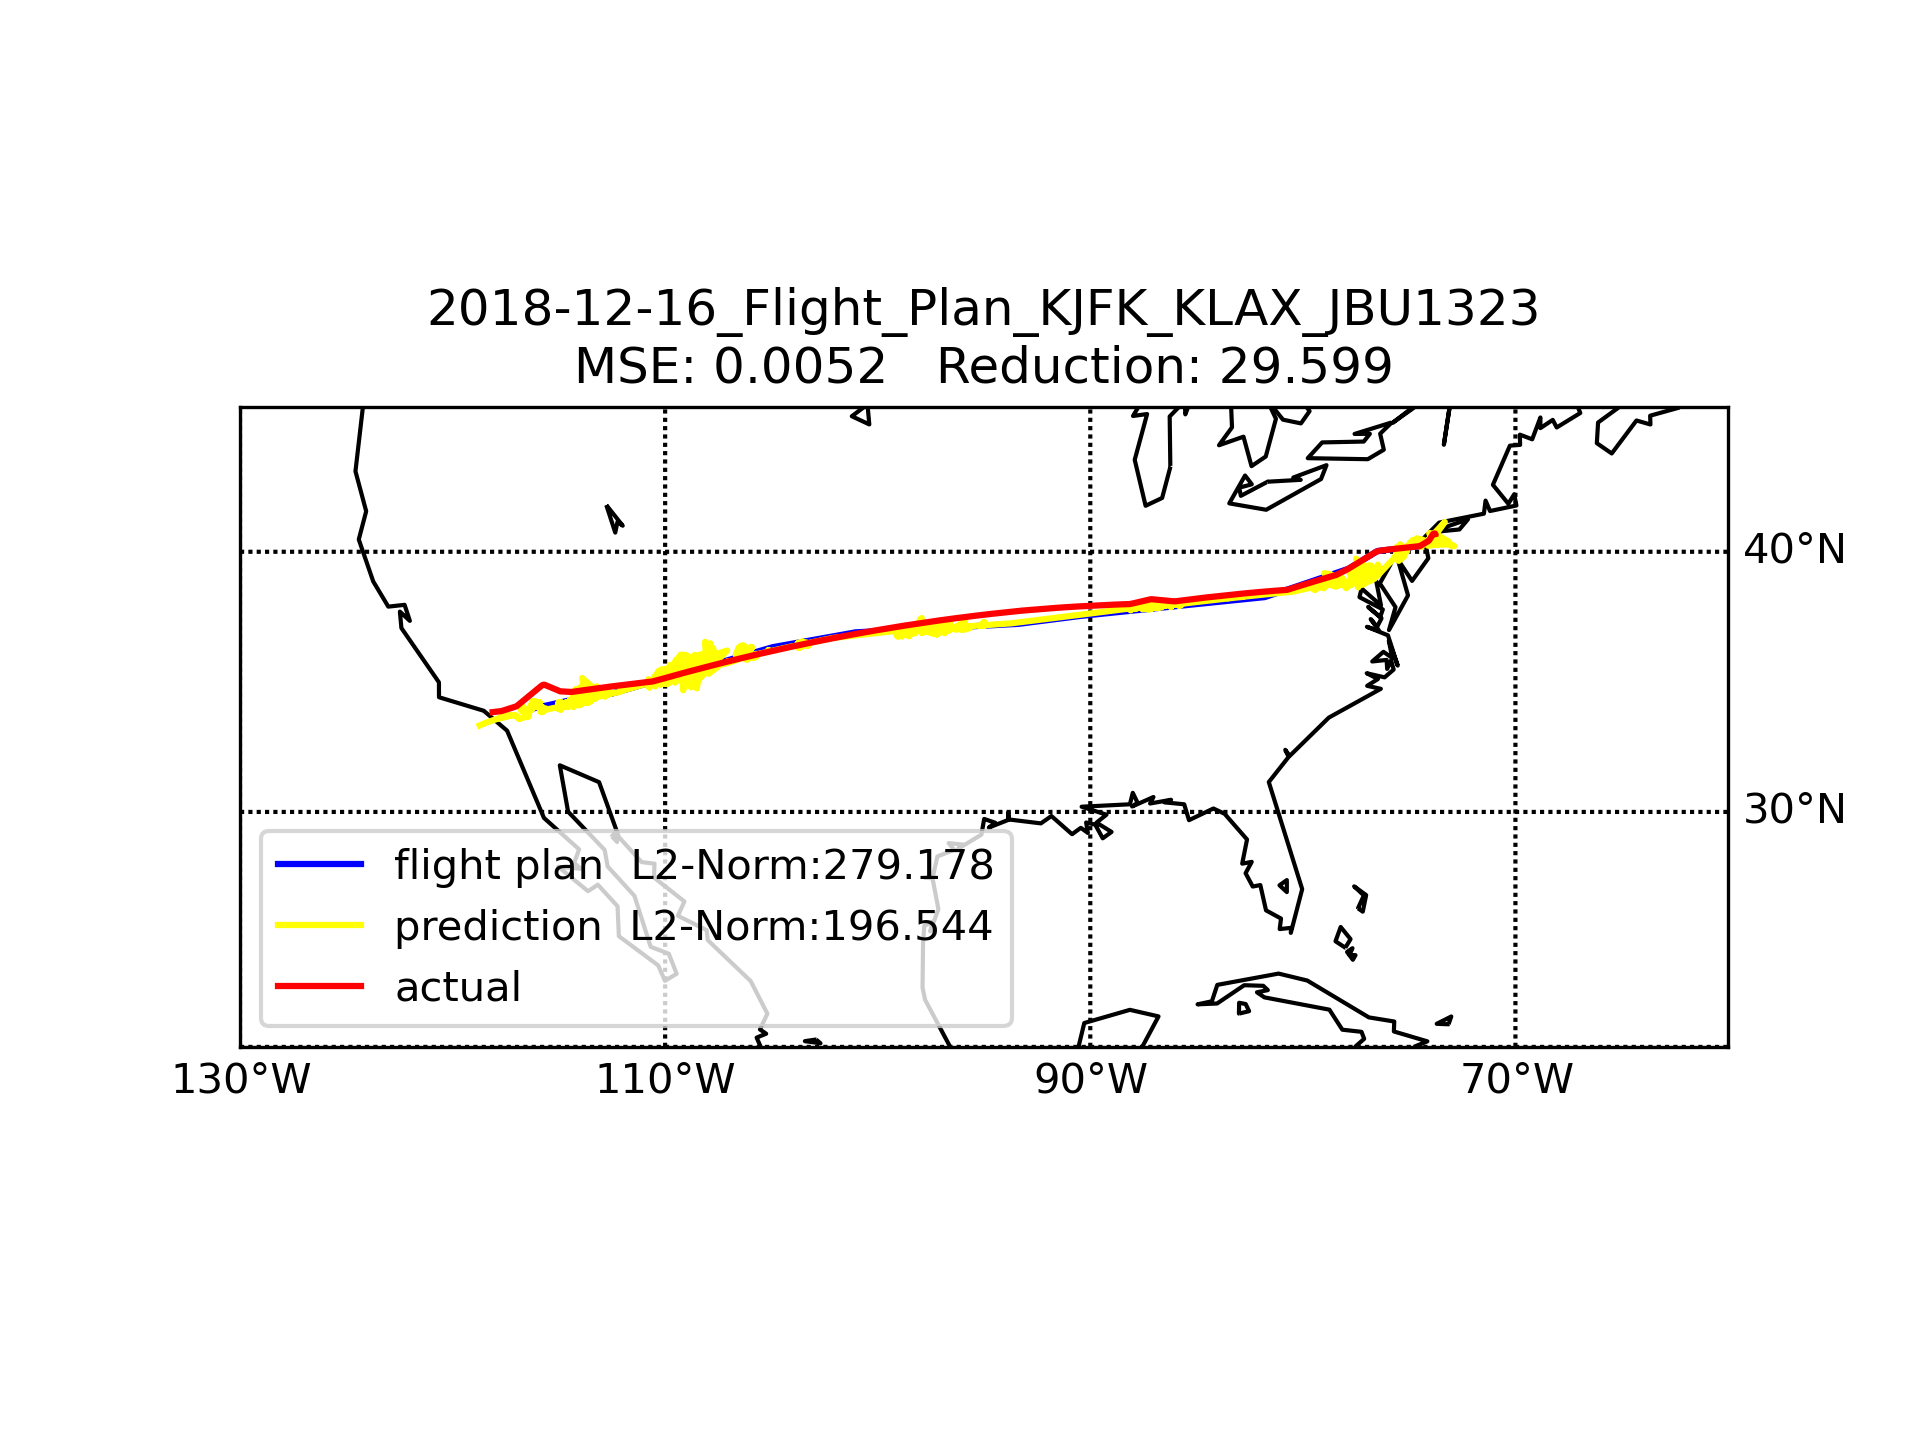 2018-12-16_Flight_Plan_KJFK_KLAX_JBU1323
MSE: 0.0052   Reduction: 29.599
40°N
30°N
flight plan  L2-Norm:279.178
prediction  L2-Norm:196.544
actual
130°W
110°W
90°W
70°W